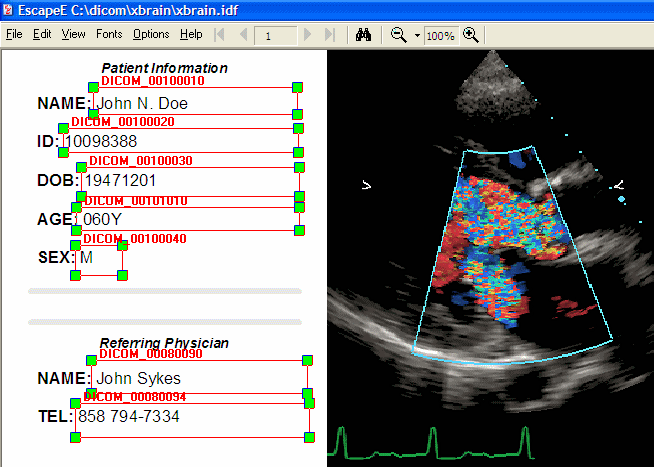 EscapeE C:\dicom\xbrain\xbrain.idf
File Edit View Fonts Options Help 1 100%
Patient Information
DICOM_00100010
NAME: John N. Doe
DICOM_00100020
ID: 10098388
DICOM_00100030
DOB: 19471201
DICOM_00101010
AGE: 060Y
DICOM_00100040
SEX: M
Referring Physician
DICOM_00080090
NAME: John Sykes
DICOM_00080094
TEL: 858 794-7334